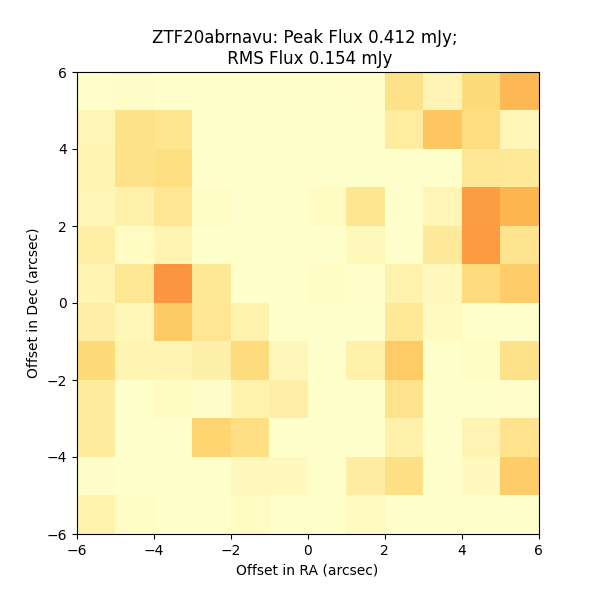 ZTF20abrnavu: Peak Flux 0.412 mJy;
RMS Flux 0.154 mJy
6
4
2
0
−2
−4
−6
Offset in Dec (arcsec)
−6 −4 −2 0 2 4 6
Offset in RA (arcsec)